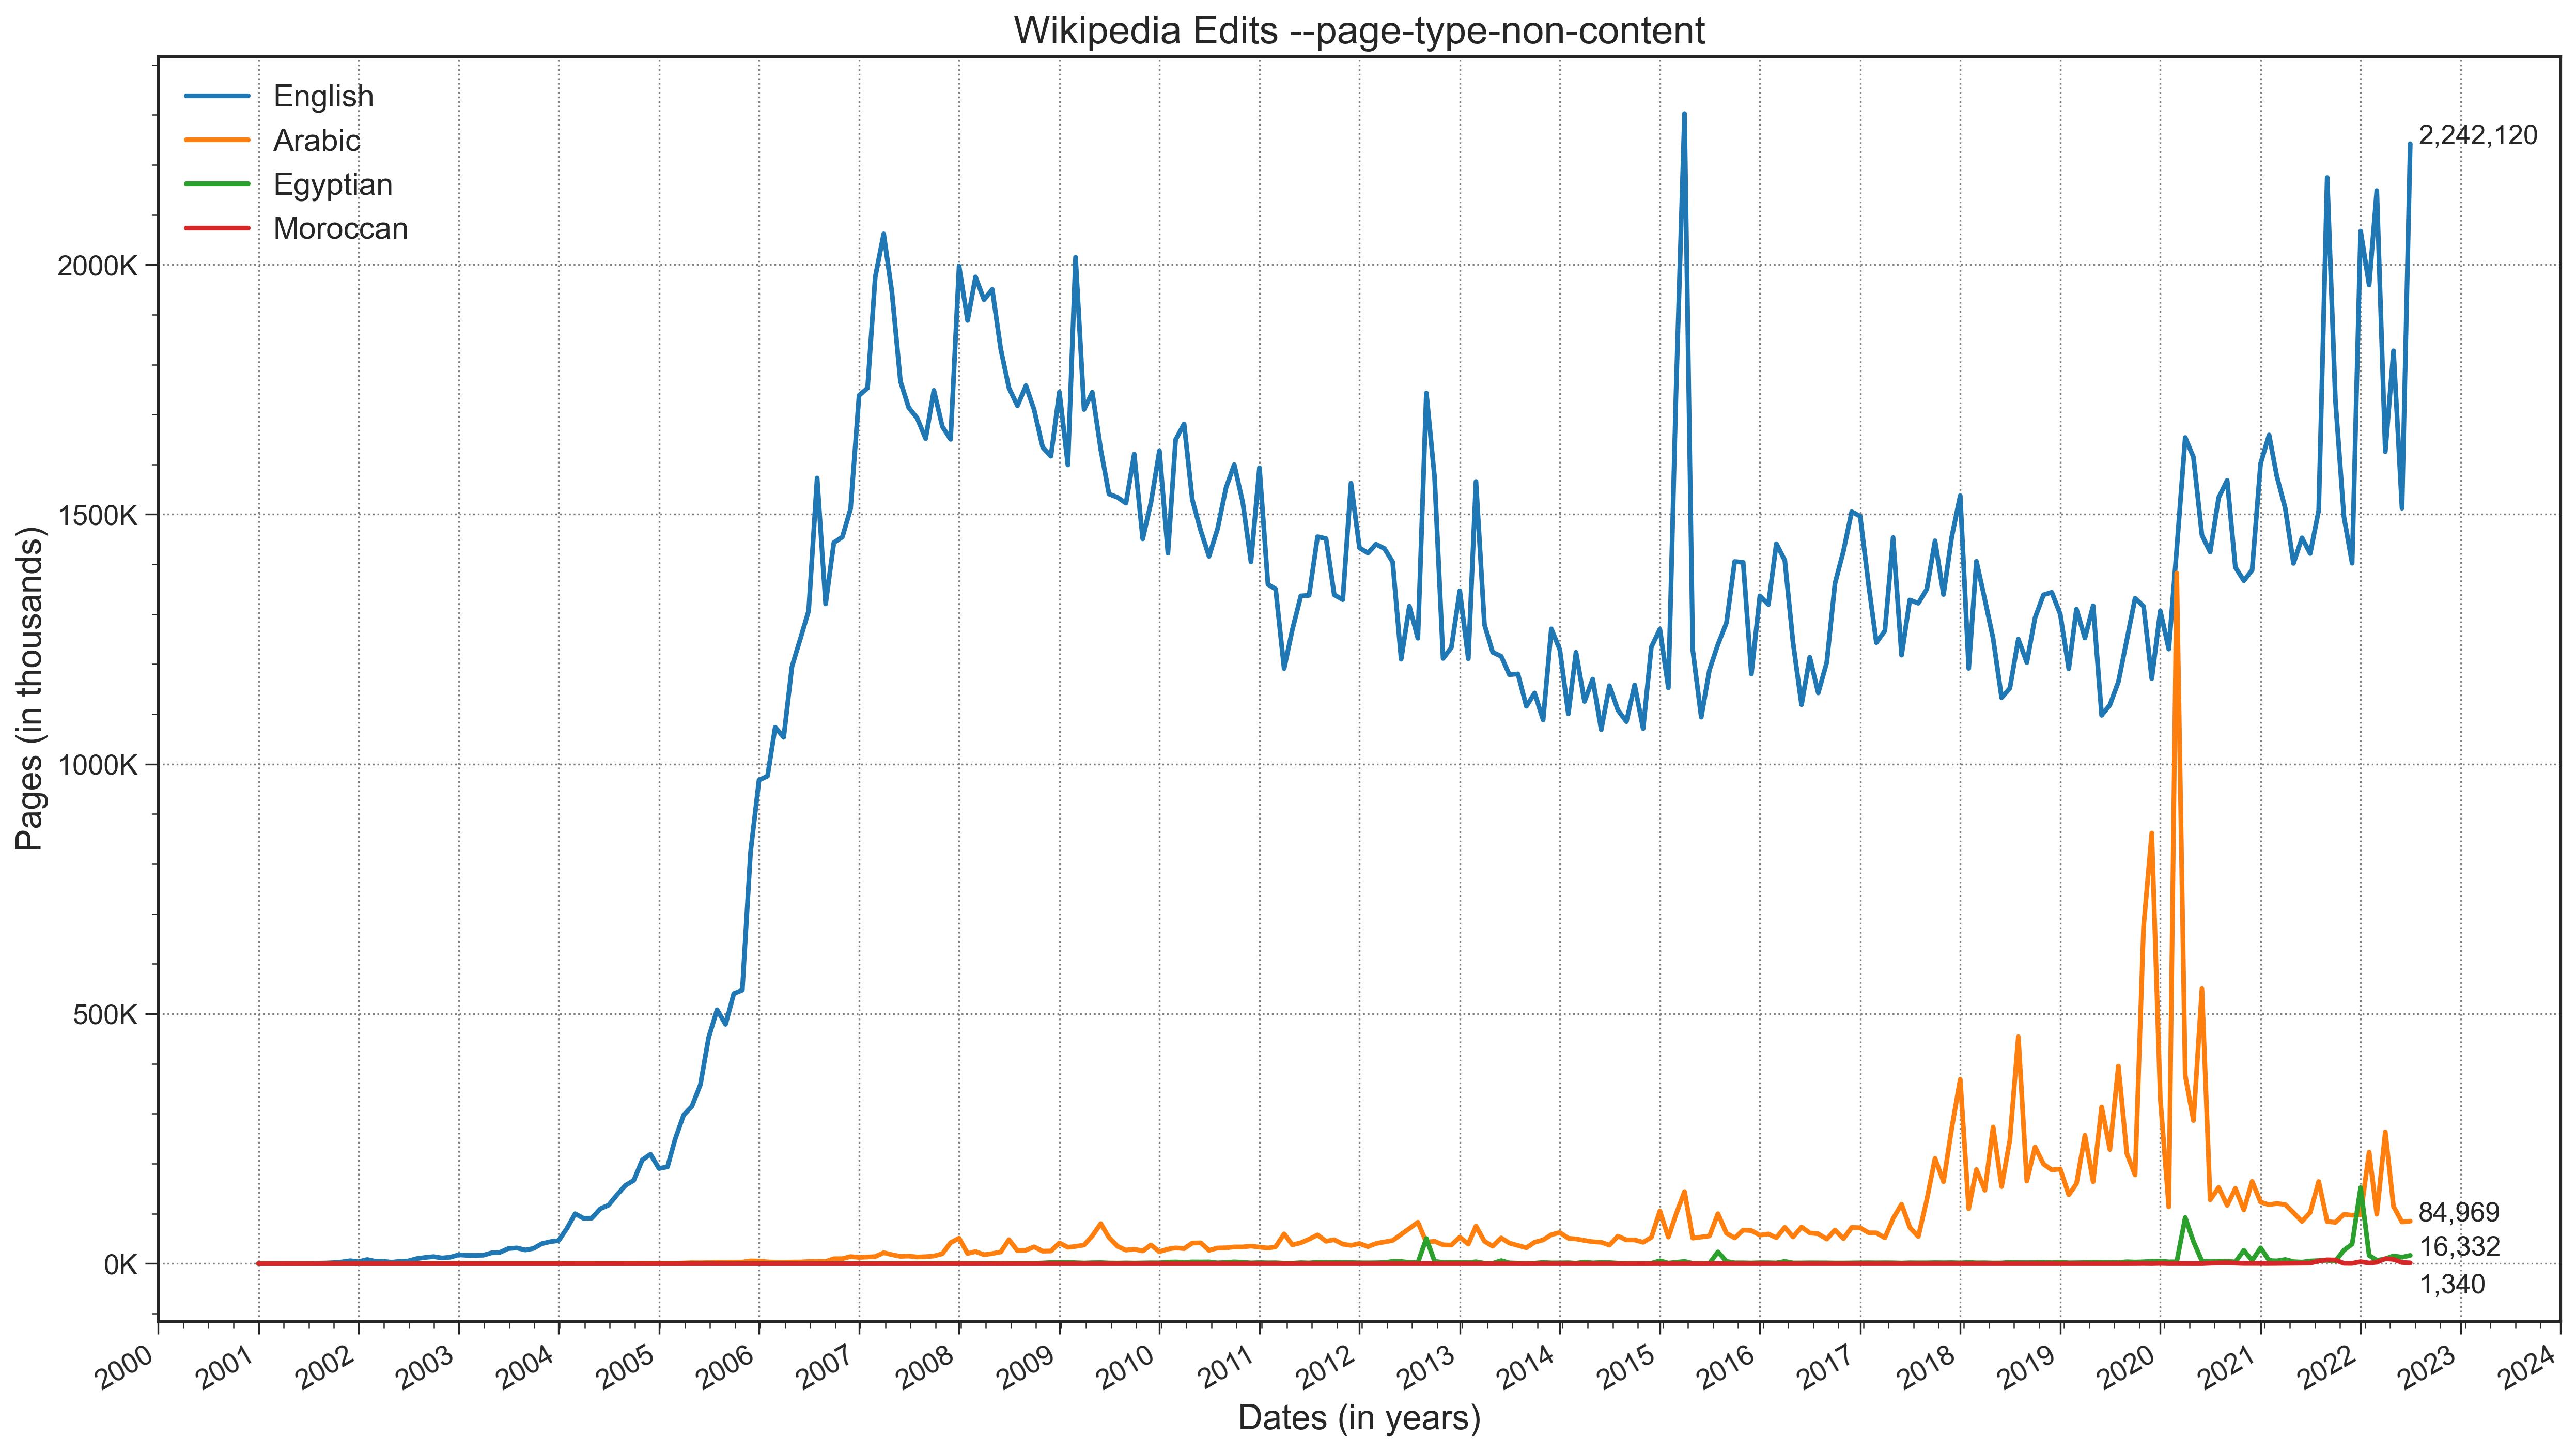 Wikipedia Edits --page-type-non-content
English
Arabic
Egyptian
Moroccan
2,242,120
84,969
16,332
1,340
2000K
1500K
1000K
500K
0K
Pages (in thousands)
2000 2001 2002 2003 2004 2005 2006 2007 2008 2009 2010 2011 2012 2013 2014 2015 2016 2017 2018 2019 2020 2021 2022 2023 2024
Dates (in years)